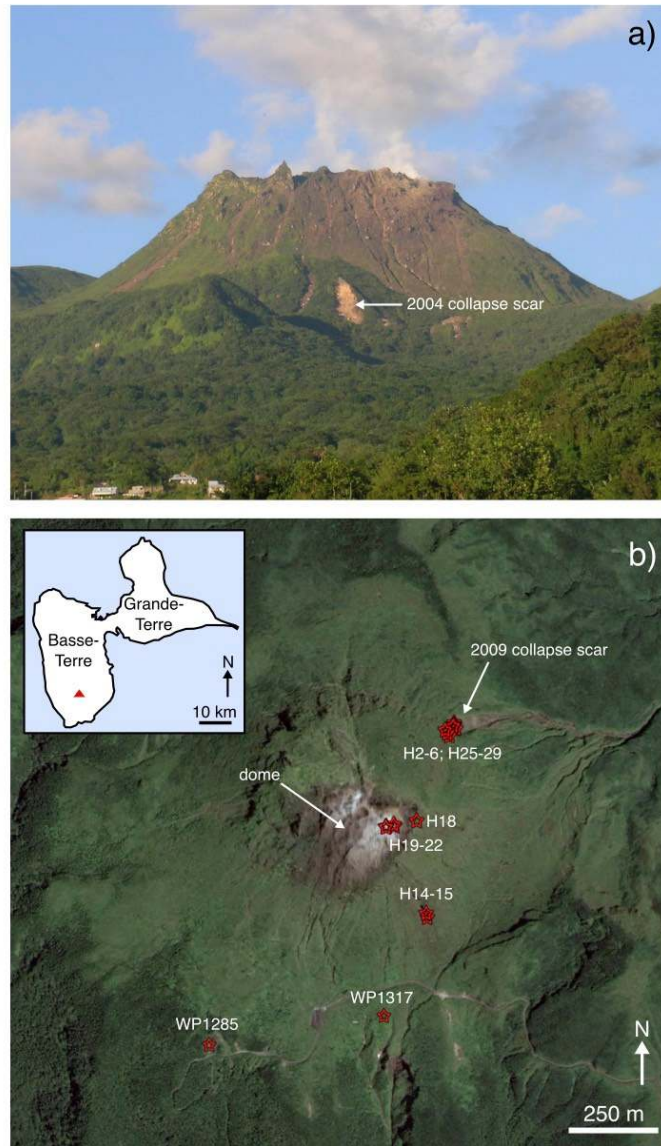 a)
2004 collapse scar
b)
Grande-
Terre
Basse-
Terre
N
10 km
2009 collapse scar
H2-6; H25-29
dome
H18
H19-22
H14-15
WP1317
WP1285
N
250 m